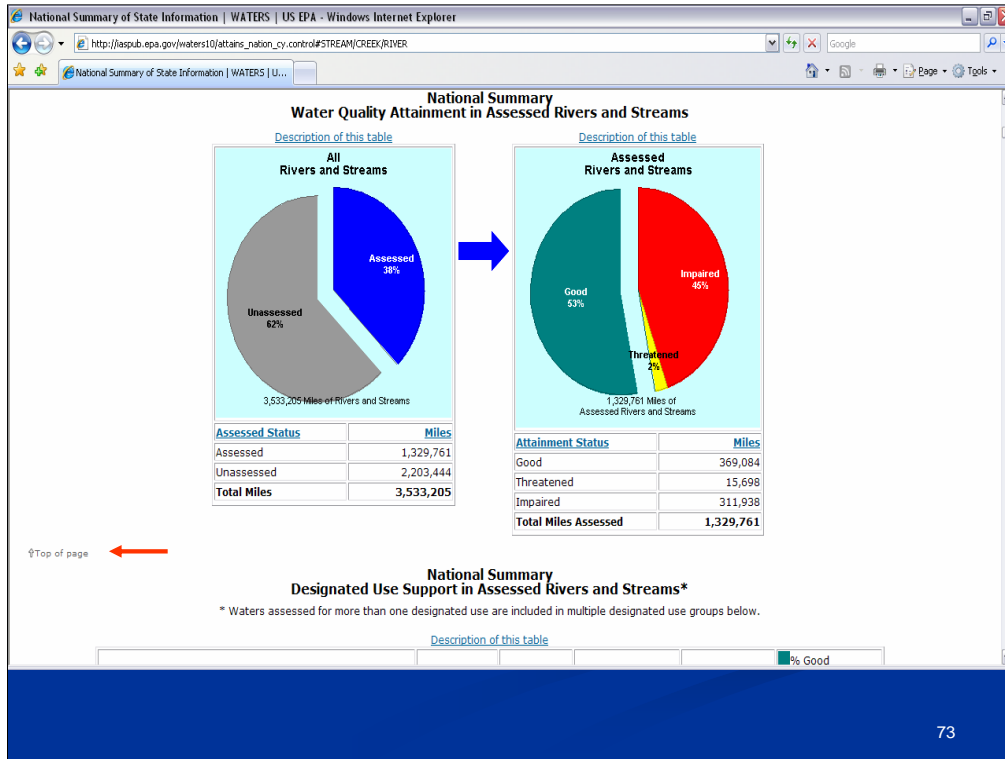 National Summary of State Information | WATERS | US EPA - Windows Internet Explorer
http://iaspub.epa.gov/waters10/attains_nation_cy.control#STREAM/CREEK/RIVER
Google
National Summary of State Information | WATERS | U...
Page
Tools
National Summary
Water Quality Attainment in Assessed Rivers and Streams
Description of this table
All
Rivers and Streams
Assessed
38%
Unassessed
62%
3,533,205 Miles of Rivers and Streams
Assessed Status Miles
Assessed 1,329,761
Unassessed 2,203,444
Total Miles 3,533,205
Description of this table
Assessed
Rivers and Streams
Impaired
45%
Good
53%
Threatened
2%
1,329,761 Miles of
Assessed Rivers and Streams
Attainment Status Miles
Good 369,084
Threatened 15,698
Impaired 311,938
Total Miles Assessed 1,329,761
Top of page
National Summary
Designated Use Support in Assessed Rivers and Streams*
* Waters assessed for more than one designated use are included in multiple designated use groups below.
Description of this table
% Good
73